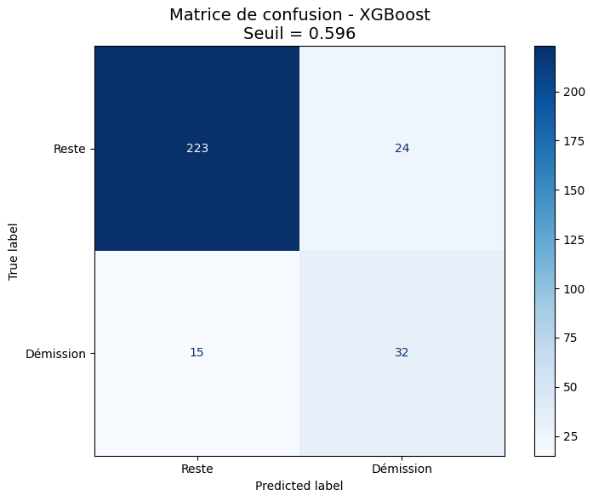 Matrice de confusion - XGBoost
Seuil = 0.596
Reste
223
24
Démission
15
32
Reste
Démission
True label
Predicted label
200
175
150
125
100
75
50
25